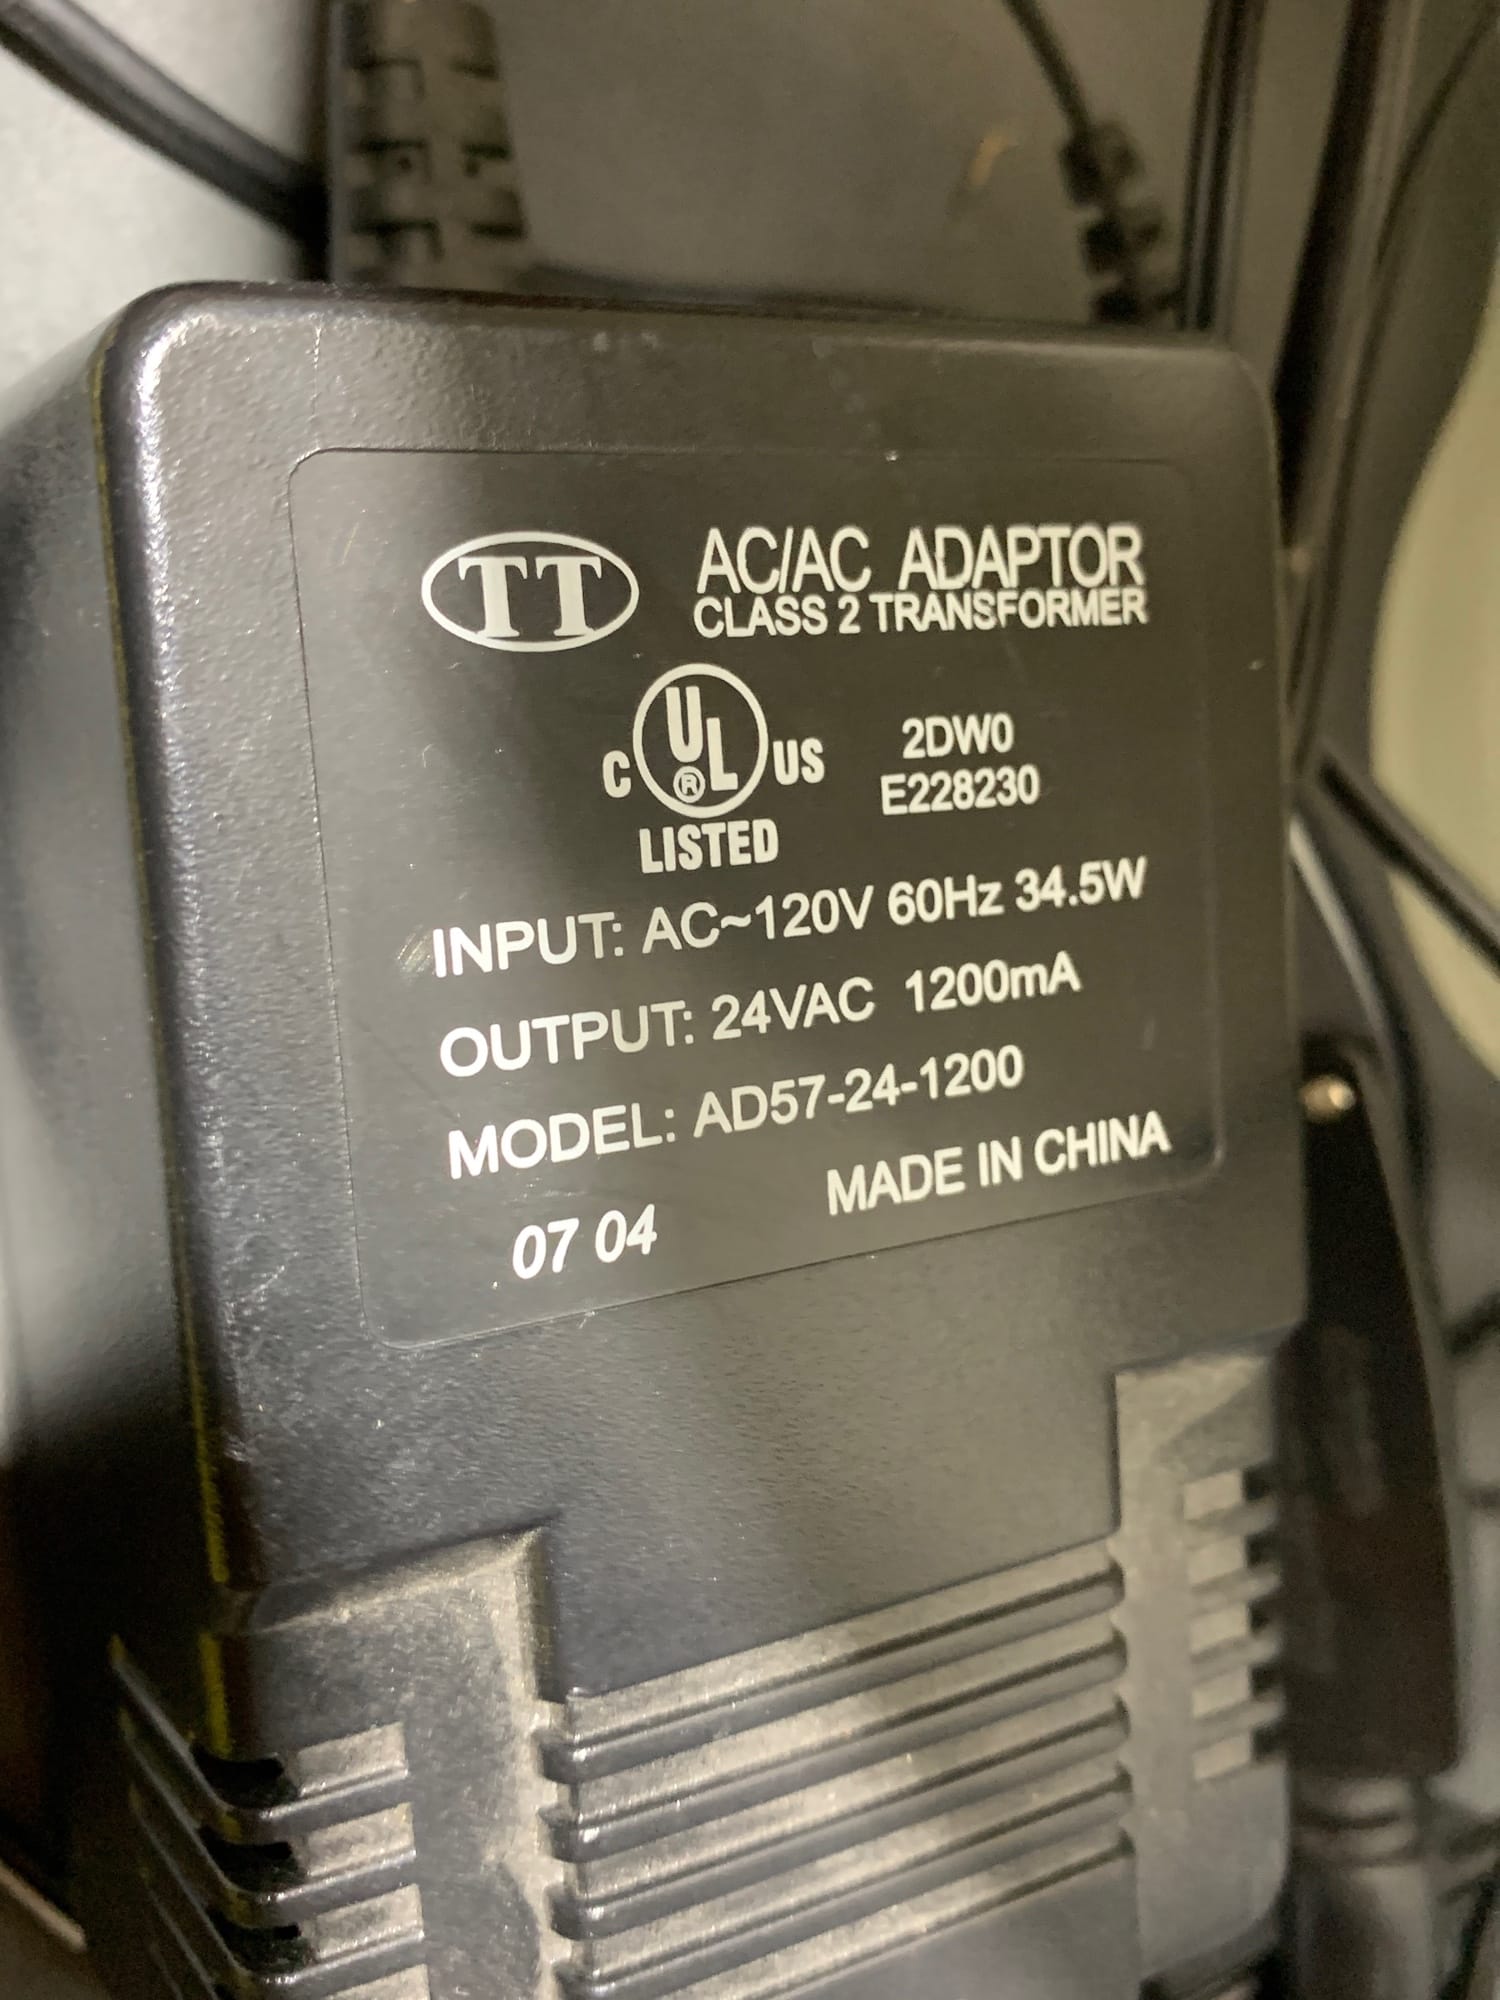 TT
AC/AC ADAPTOR
CLASS 2 TRANSFORMER
C UL® US
LISTED
2DW0
E228230
INPUT: AC~120V 60Hz 34.5W
OUTPUT: 24VAC 1200mA
MODEL: AD57-24-1200
07 04
MADE IN CHINA